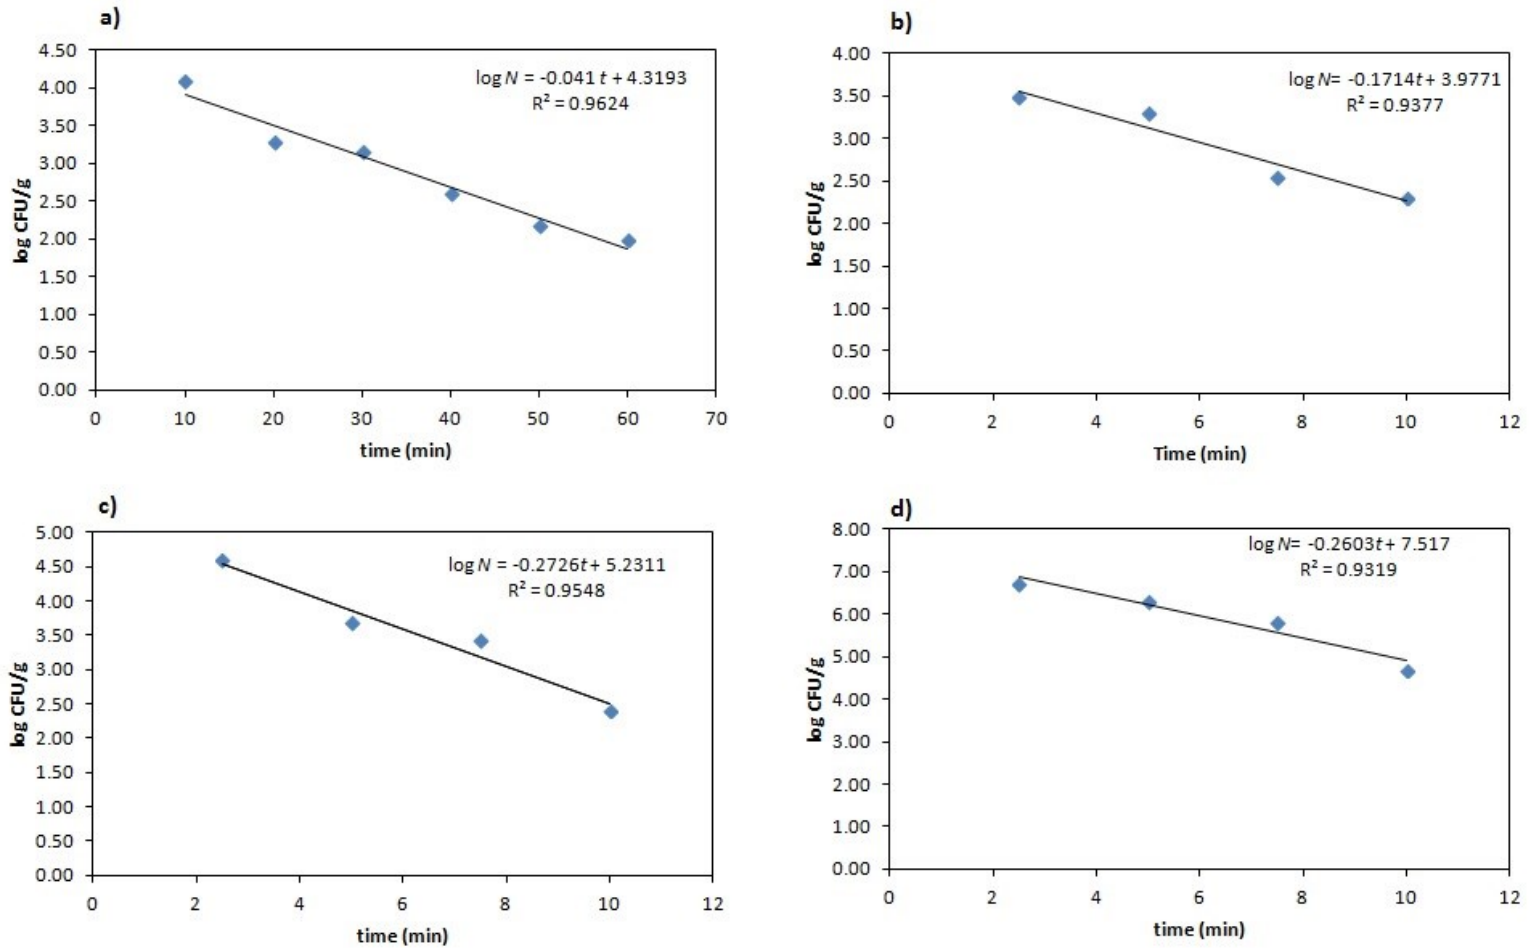 a)
log N = -0.041 t + 4.3193
R² = 0.9624
4.50
4.00
3.50
3.00
2.50
2.00
1.50
1.00
0.50
0.00
log CFU/g
0 10 20 30 40 50 60 70
time (min)
b)
log N= -0.1714t+ 3.9771
R² = 0.9377
4.00
3.50
3.00
2.50
2.00
1.50
1.00
0.50
0.00
log CFU/g
0 2 4 6 8 10 12
Time (min)
c)
log N = -0.2726t+ 5.2311
R² = 0.9548
5.00
4.50
4.00
3.50
3.00
2.50
2.00
1.50
1.00
0.50
0.00
log CFU/g
0 2 4 6 8 10 12
time (min)
d)
log N= -0.2603t+ 7.517
R² = 0.9319
8.00
7.00
6.00
5.00
4.00
3.00
2.00
1.00
0.00
log CFU/g
0 2 4 6 8 10 12
time (min)